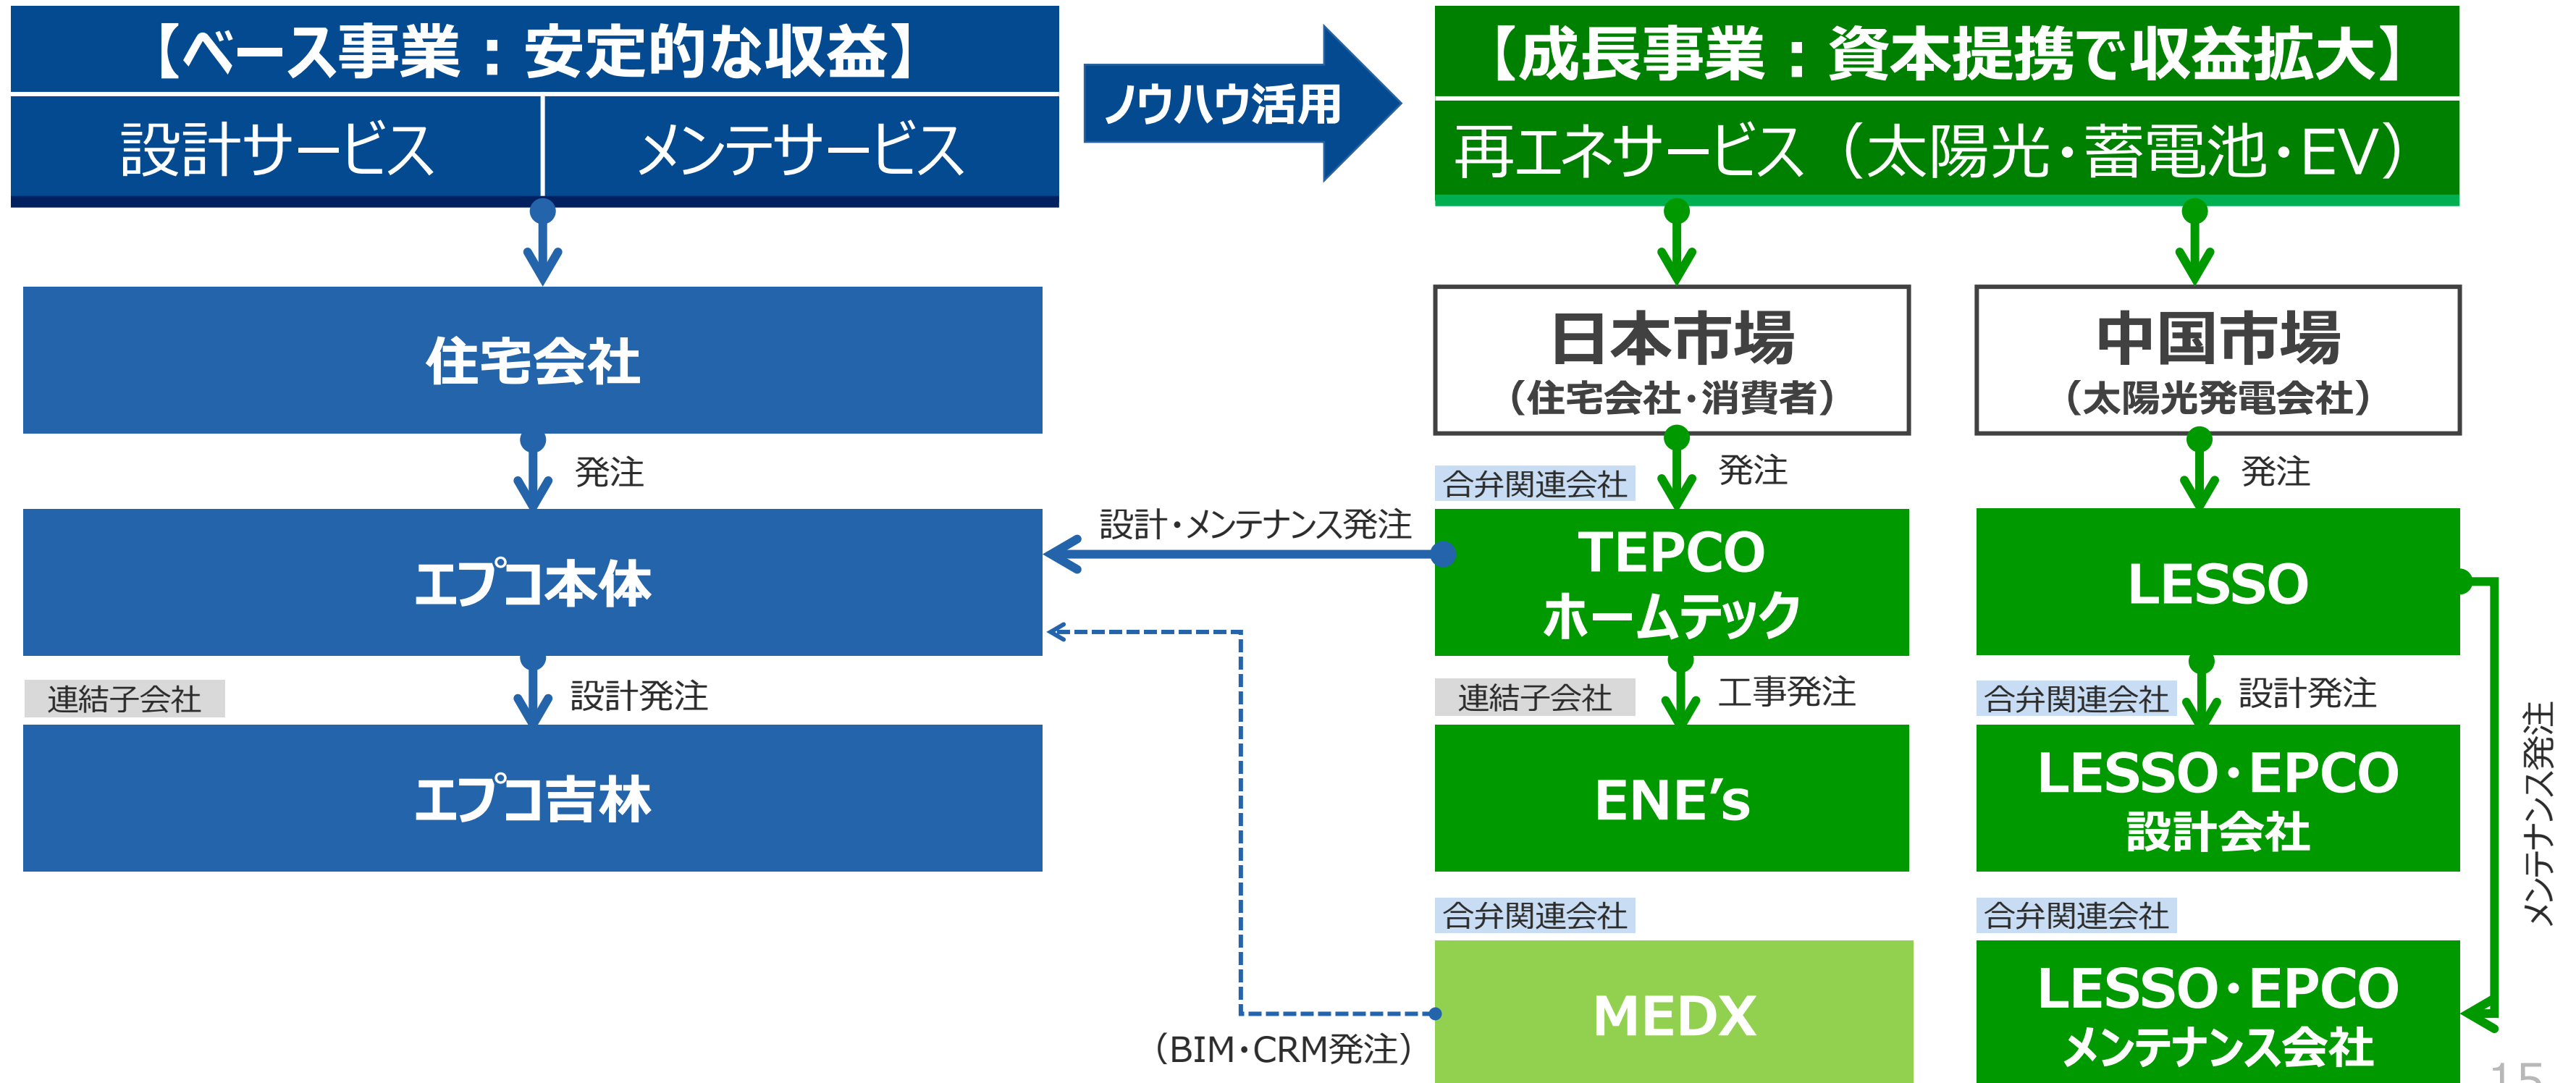 【ベース事業：安定的な収益】
設計サービス
メンテサービス
ノウハウ活用
【成長事業：資本提携で収益拡大】
再エネサービス（太陽光・蓄電池・EV）
住宅会社
発注
エプコ本体
連結子会社
設計発注
エプコ吉林
設計・メンテナンス発注
（BIM・CRM発注）
日本市場
（住宅会社・消費者）
合弁関連会社
発注
TEPCO
ホームテック
連結子会社
工事発注
ENE’s
合弁関連会社
MEDX
中国市場
（太陽光発電会社）
発注
LESSO
合弁関連会社
設計発注
LESSO・EPCO
設計会社
合弁関連会社
LESSO・EPCO
メンテナンス会社
メンテナンス発注
15